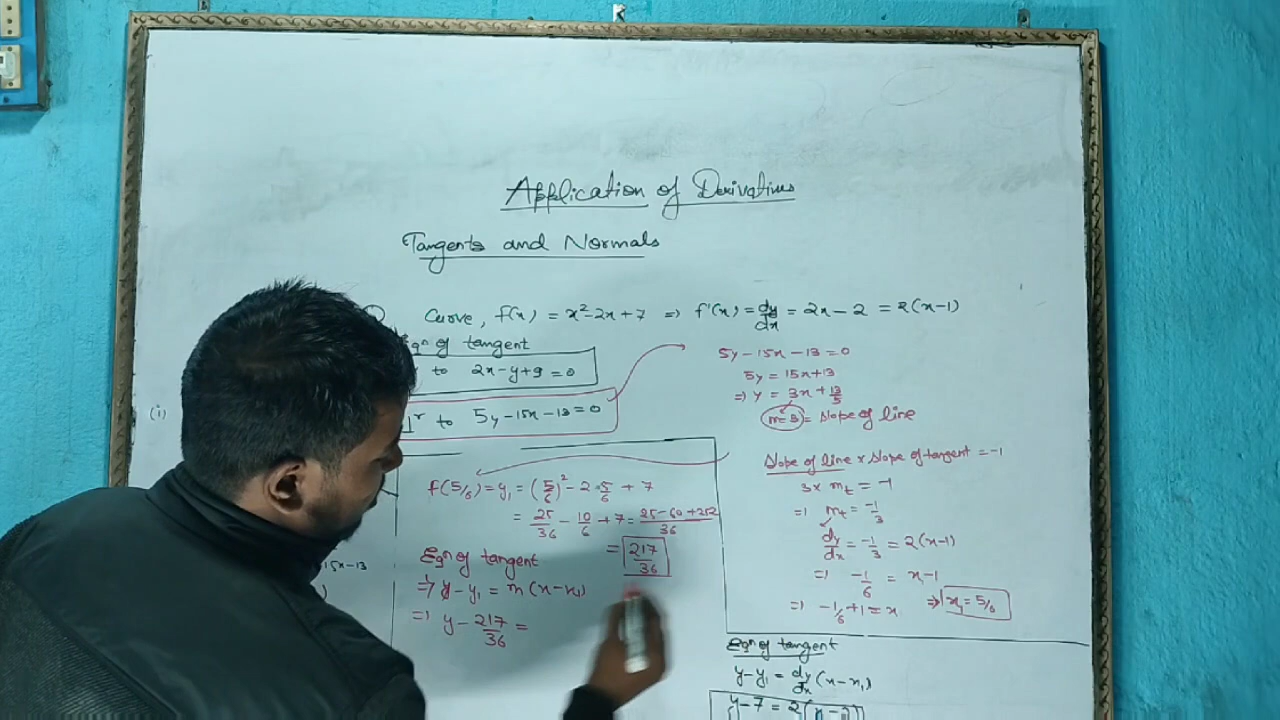 Application of Derivatives
Tangents and Normals
Curve, f(x) = x² - 2x + 7 ⇒ f'(x) = dy/dx = 2x - 2 = 2(x-1)
Eqⁿ of tangent
to 2x - y + 9 = 0
(i)
⊥ʳ to 5y - 15x - 13 = 0
5y - 15x - 13 = 0
5y = 15x + 13
⇒ y = 3x + 13/5
m=3 = Slope of line
Slope of line × Slope of tangent = -1
3 × m_t = -1
⇒ m_t = -1/3
dy/dx = -1/3 = 2(x-1)
⇒ -1/6 = x - 1
⇒ -1/6 + 1 = x ⇒ x₁ = 5/6
f(5/6) = y₁ = (5/6)² - 2·5/6 + 7
= 25/36 - 10/6 + 7 = 25 - 60 + 252/36
= 217/36
Eqⁿ of tangent
⇒ y - y₁ = m(x - x₁)
⇒ y - 217/36 =
15x-13
Eqⁿ of tangent
y - y₁ = dy/dx (x - x₁)
y - 7 = 2(x - 2)